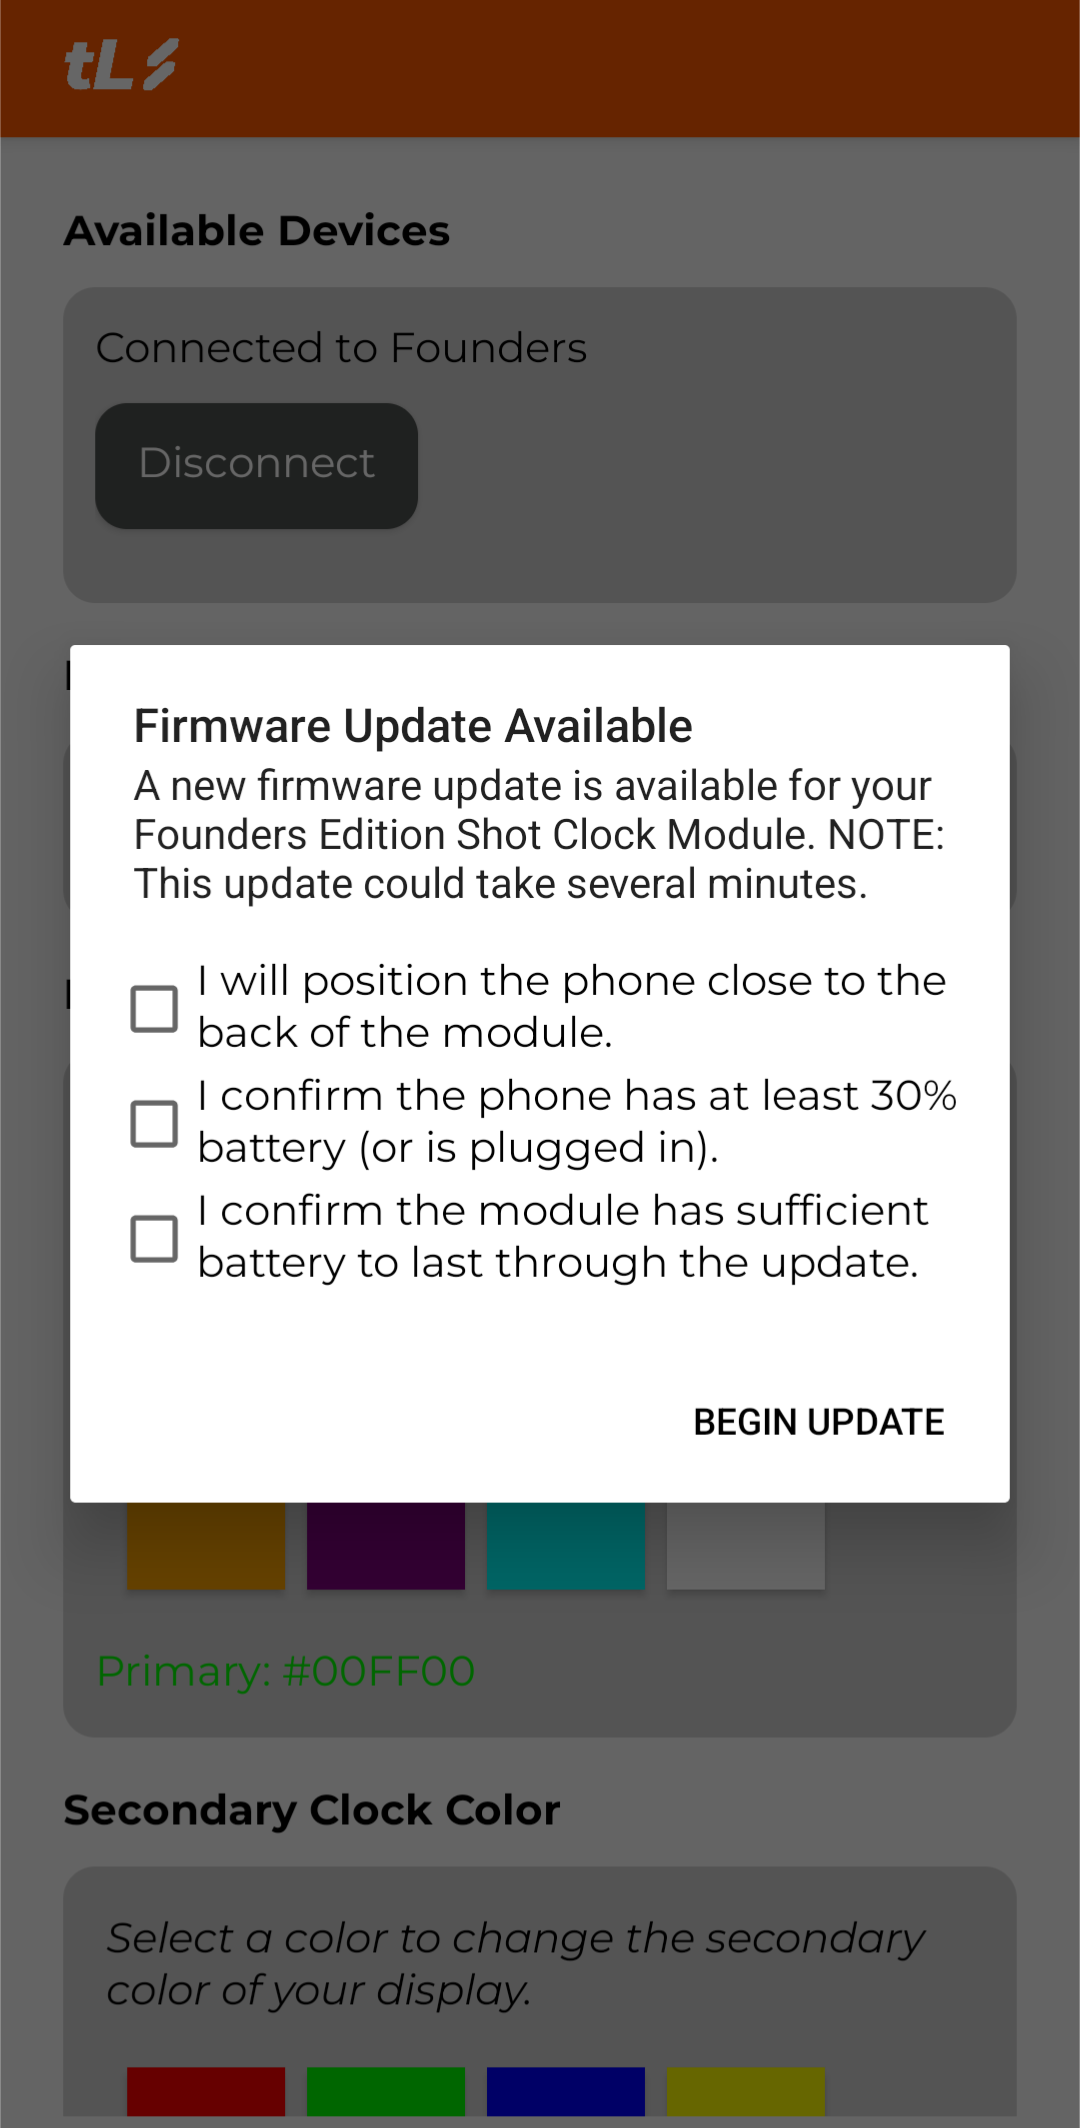 tLS
Available Devices
Connected to Founders
Disconnect
Firmware Update Available
A new firmware update is available for your
Founders Edition Shot Clock Module. NOTE:
This update could take several minutes.
I will position the phone close to the
back of the module.
I confirm the phone has at least 30%
battery (or is plugged in).
I confirm the module has sufficient
battery to last through the update.
BEGIN UPDATE
Primary: #00FF00
Secondary Clock Color
Select a color to change the secondary
color of your display.